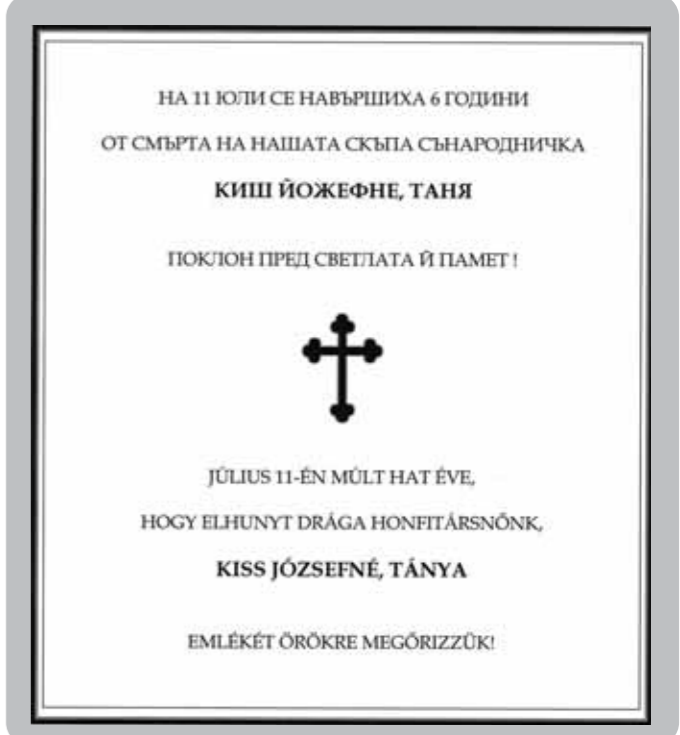 НА 11 ЮЛИ СЕ НАВЪРШИХА 6 ГОДИНИ
ОТ СМЪРТА НА НАШАТА СКЪПА СЪНАРОДНИЧКА
КИШ ЙОЖЕФНЕ, ТАНЯ
ПОКЛОН ПРЕД СВЕТЛАТА Й ПАМЕТ !
JÚLIUS 11-ÉN MÚLT HAT ÉVE,
HOGY ELHUNYT DRÁGA HONFITÁRSNŐNK,
KISS JÓZSEFNÉ, TÁNYA
EMLÉKÉT ÖRÖKRE MEGŐRIZZÜK!